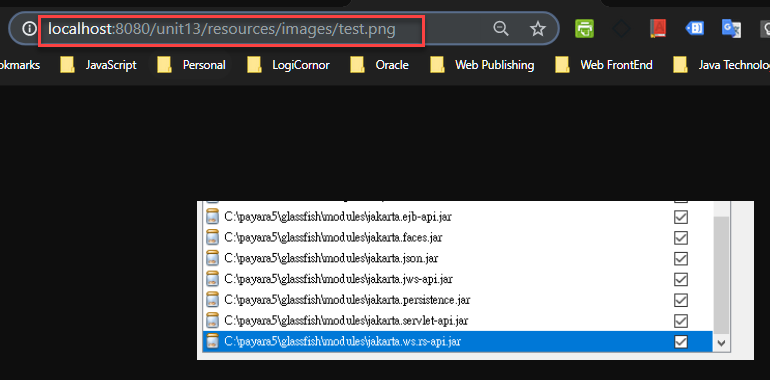 localhost:8080/unit13/resources/images/test.png
okmarks JavaScript Personal LogiCornor Oracle Web Publishing Web FrontEnd Java Technolo
C:\payara5\glassfish\modules\jakarta.ejb-api.jar
C:\payara5\glassfish\modules\jakarta.faces.jar
C:\payara5\glassfish\modules\jakarta.json.jar
C:\payara5\glassfish\modules\jakarta.jws-api.jar
C:\payara5\glassfish\modules\jakarta.persistence.jar
C:\payara5\glassfish\modules\jakarta.servlet-api.jar
C:\payara5\glassfish\modules\jakarta.ws.rs-api.jar